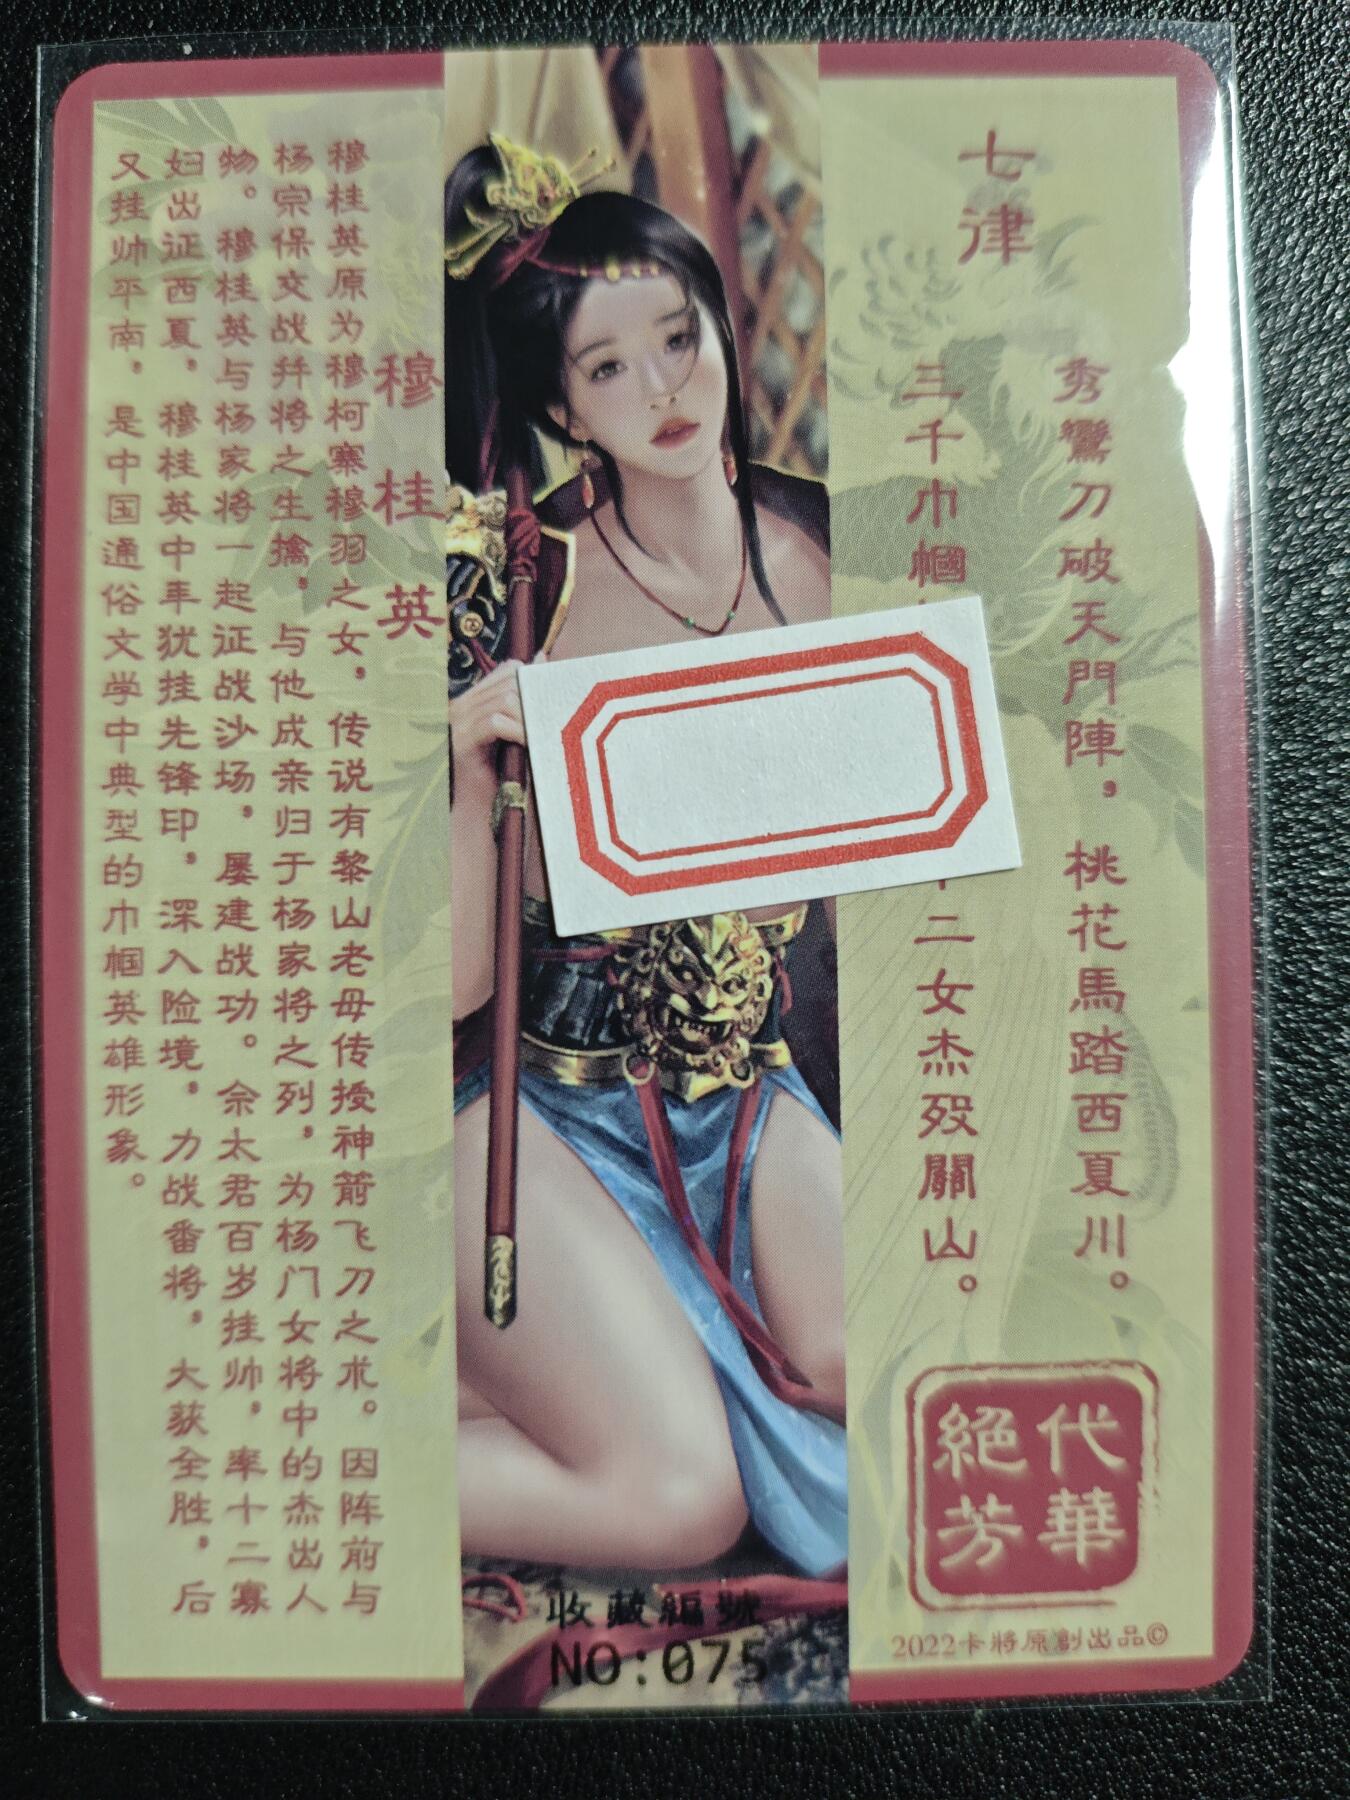 七律
秀鸞刀破天門陣，桃花馬踏西夏川。
三千巾幗
二女杰殁關山。
代華
絕芳
2022卡將原創出品©
收藏編號
NO:075
穆桂英
穆桂英原为穆柯寨穆羽之女，传说有黎山老母传授神箭飞刀之术。因阵前与
杨宗保交战并将之生擒，与他成亲归于杨家将之列，为杨门女将中的杰出人
物。穆桂英与杨家将一起证战沙场，屡建战功。佘太君百岁挂帅，率十二寡
妇出证西夏，穆桂英中年犹挂先锋印，深入险境，力战番将，大获全胜，后
又挂帅平南，是中国通俗文学中典型的巾帼英雄形象。